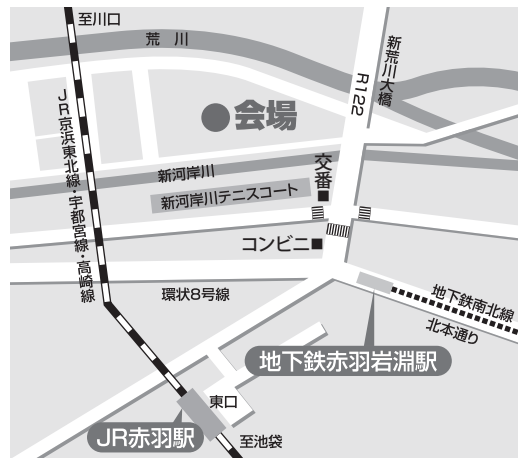 至川口
荒川
新荒川大橋
R122
JR京浜東北線・宇都宮線・高崎線
会場
新河岸川
交番
新河岸川テニスコート
コンビニ
環状8号線
地下鉄南北線
北本通り
地下鉄赤羽岩淵駅
東口
JR赤羽駅
至池袋